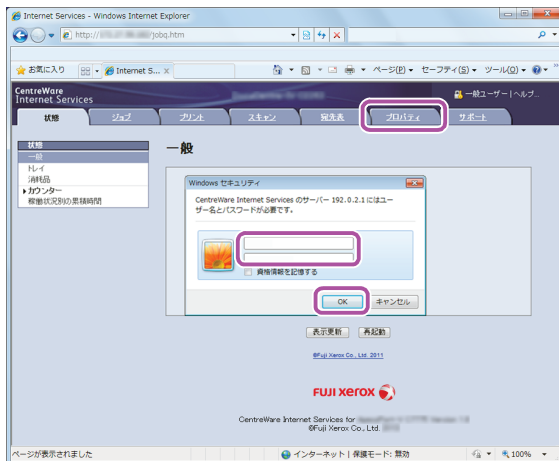 Internet Services - Windows Internet Explorer
http:// /jobq.htm
お気に入り Internet S... ページ(P) セーフティ(S) ツール(O)
CentreWare
Internet Services
一般ユーザー | ヘルプ...
状態 ジョブ プリント スキャン 宛先表 プロパティ サポート
状態
一般
トレイ
消耗品
カウンター
稼働状況別の累積時間
一般
Windows セキュリティ
CentreWare Internet Services のサーバー 192.0.2.1 にはユー
ザー名とパスワードが必要です。
資格情報を記憶する
OK キャンセル
表示更新 再起動
©Fuji Xerox Co., Ltd. 2011
FUJI XEROX
CentreWare Internet Services for
©Fuji Xerox Co., Ltd.
ページが表示されました インターネット | 保護モード: 無効 100%